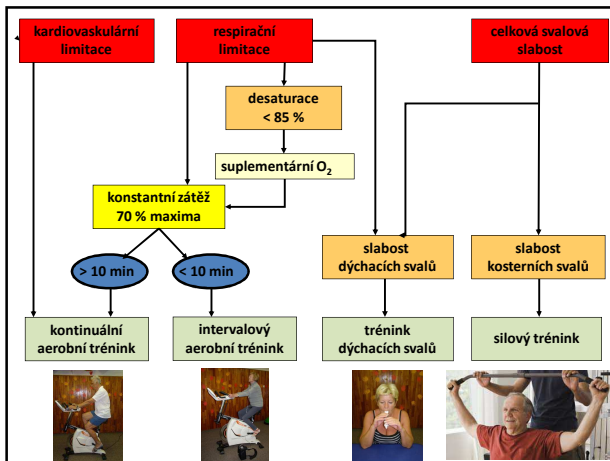 kardiovaskulární
limitace
respirační
limitace
celková svalová
slabost
desaturace
< 85 %
suplementární O₂
konstantní zátěž
70 % maxima
> 10 min
< 10 min
slabost
dýchacích svalů
slabost
kosterních svalů
kontinuální
aerobní trénink
intervalový
aerobní trénink
trénink
dýchacích svalů
silový trénink